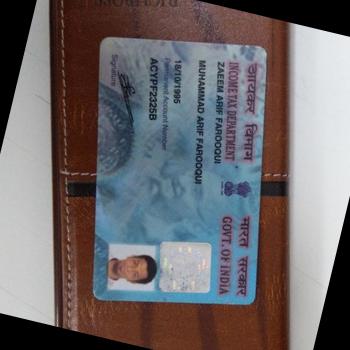 आयकर विभाग
INCOME TAX DEPARTMENT
भारत सरकार
GOVT. OF INDIA
ZAEEM ARIF FAROOQUI
MUHAMMAD ARIF FAROOQUI
18/10/1995
Permanent Account Number
ACYPF2325B
Signature